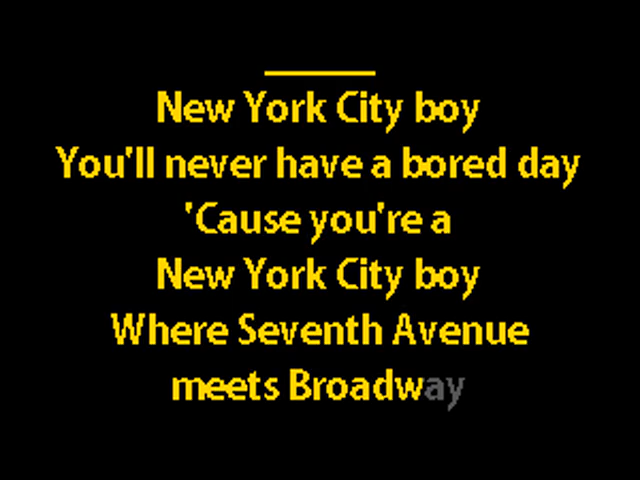 New York City boy
You'll never have a bored day
'Cause you're a
New York City boy
Where Seventh Avenue
meets Broadway